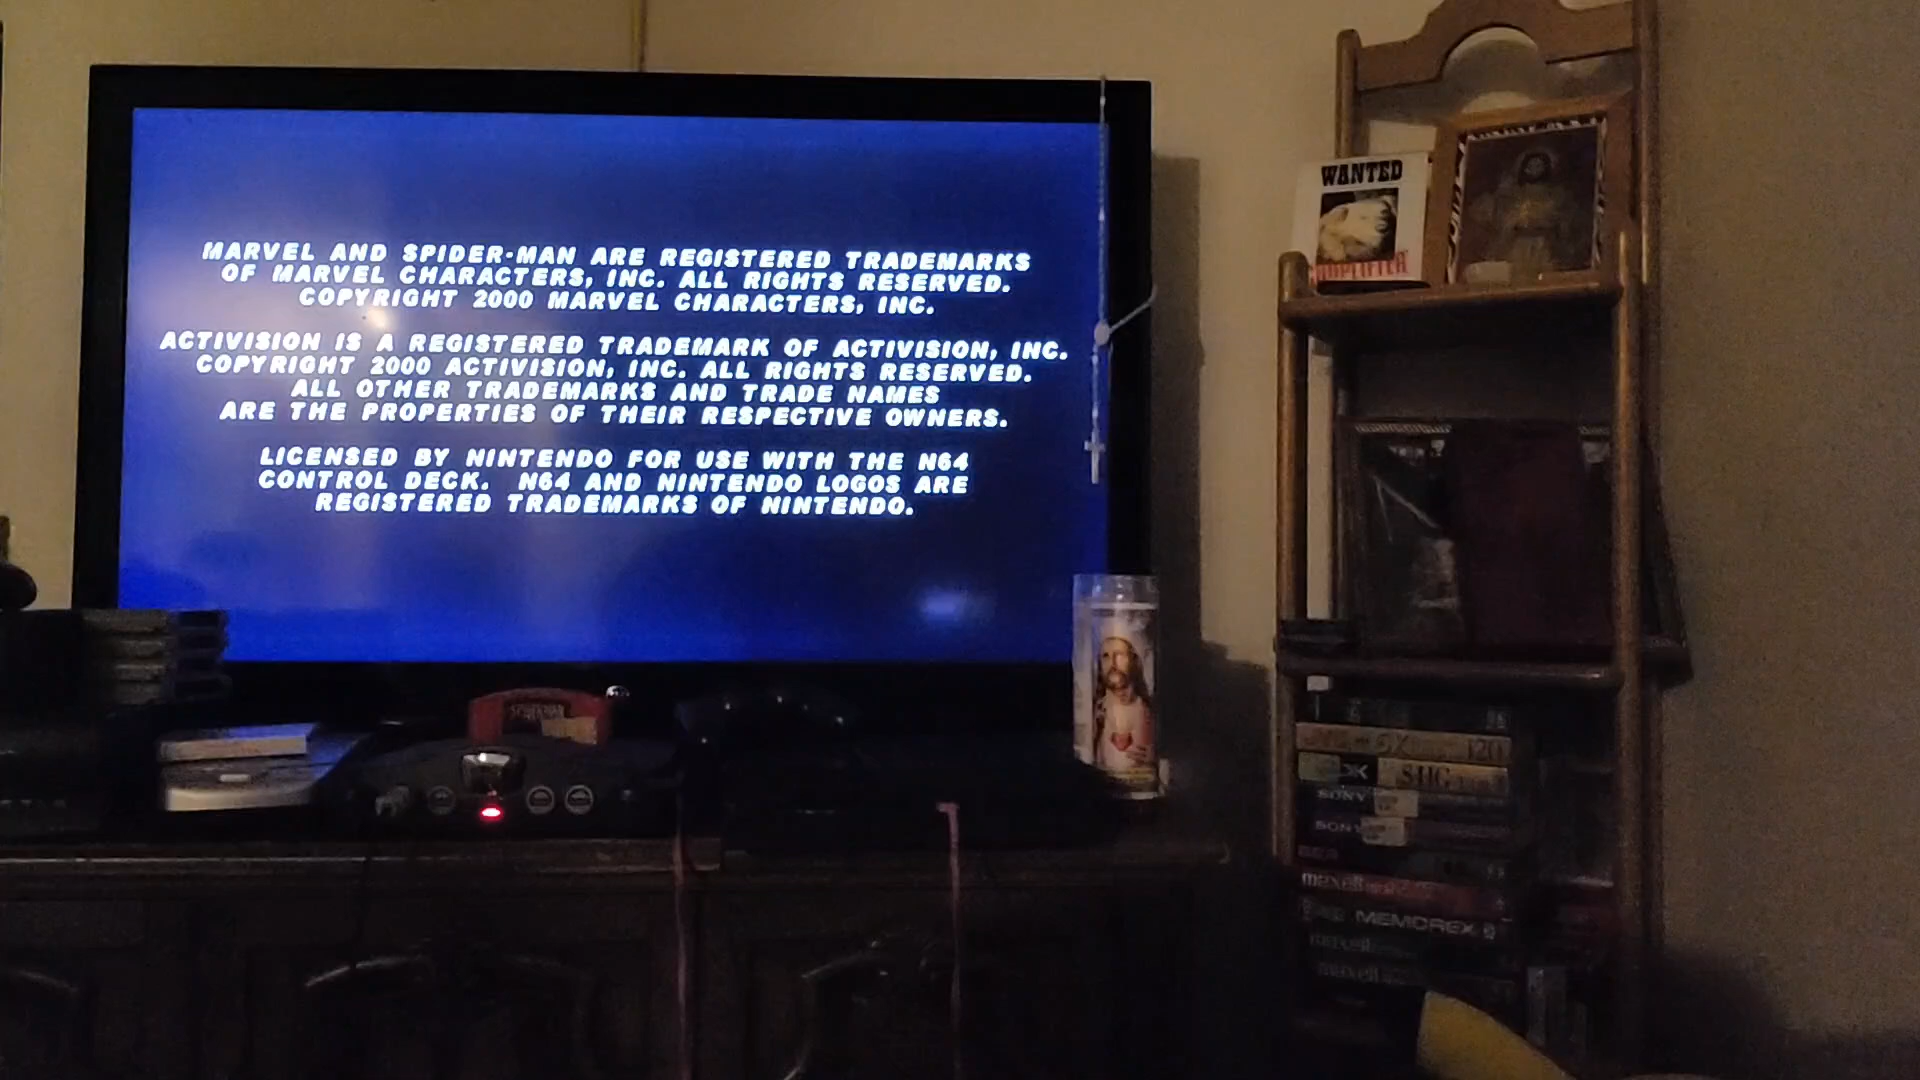 MARVEL AND SPIDER-MAN ARE REGISTERED TRADEMARKS
OF MARVEL CHARACTERS, INC. ALL RIGHTS RESERVED.
COPYRIGHT 2000 MARVEL CHARACTERS, INC.
ACTIVISION IS A REGISTERED TRADEMARK OF ACTIVISION, INC.
COPYRIGHT 2000 ACTIVISION, INC. ALL RIGHTS RESERVED.
ALL OTHER TRADEMARKS AND TRADE NAMES
ARE THE PROPERTIES OF THEIR RESPECTIVE OWNERS.
LICENSED BY NINTENDO FOR USE WITH THE N64
CONTROL DECK. N64 AND NINTENDO LOGOS ARE
REGISTERED TRADEMARKS OF NINTENDO.
WANTED
120
SONY
SONY
maxell
MEMOREX
maxell
maxell